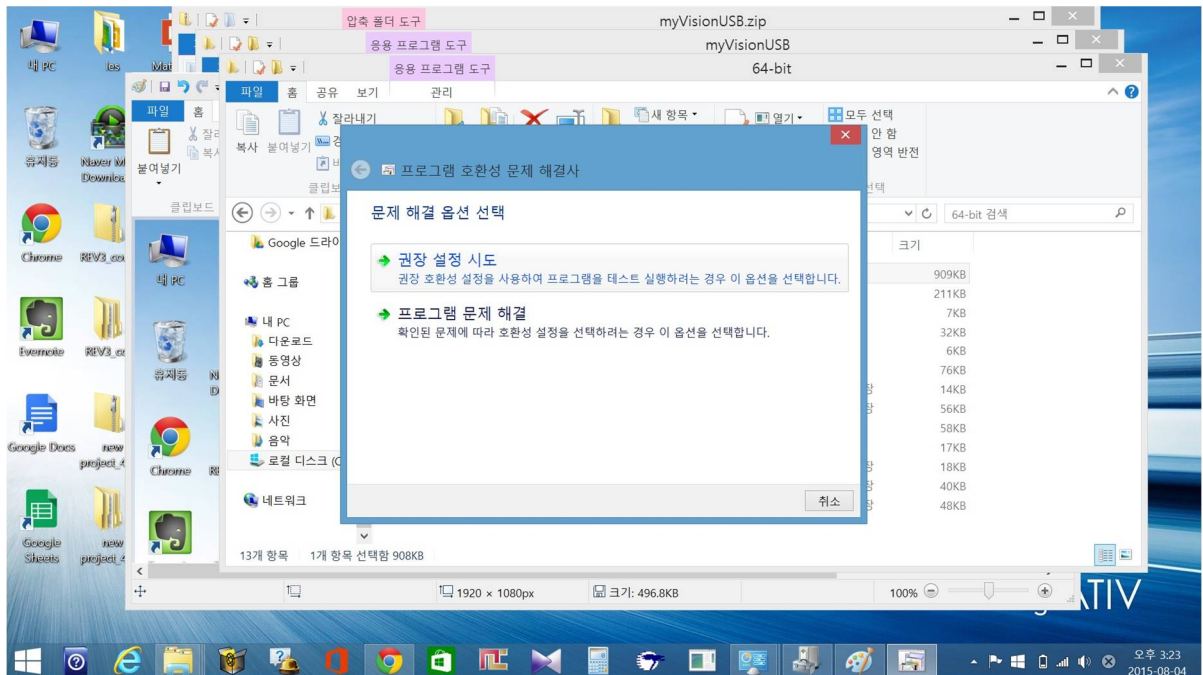 압축 폴더 도구
myVisionUSB.zip
응용 프로그램 도구
myVisionUSB
응용 프로그램 도구
64-bit
파일 홈 공유 보기 관리
파일 홈
잘라내기
복사 붙여넣기
새 항목
열기
모두 선택
안 함
영역 반전
붙여넣기
클립보드
프로그램 호환성 문제 해결사
문제 해결 옵션 선택
권장 설정 시도
권장 호환성 설정을 사용하여 프로그램을 테스트 실행하려는 경우 이 옵션을 선택합니다.
프로그램 문제 해결
확인된 문제에 따라 호환성 설정을 선택하려는 경우 이 옵션을 선택합니다.
취소
64-bit 검색
크기
909KB
211KB
7KB
32KB
6KB
76KB
14KB
56KB
58KB
17KB
18KB
40KB
48KB
Google
홈 그룹
내 PC
다운로드
동영상
문서
바탕 화면
사진
음악
로컬 디스크
네트워크
13개 항목 1개 항목 선택함 908KB
1920 × 1080px
크기: 496.8KB
100%
내 PC
휴지통
Naver
Chrome
Evernote
Google Docs
new
Google
Sheets
new
내 PC
휴지통
Chrome
오후 3:23
2015-08-04